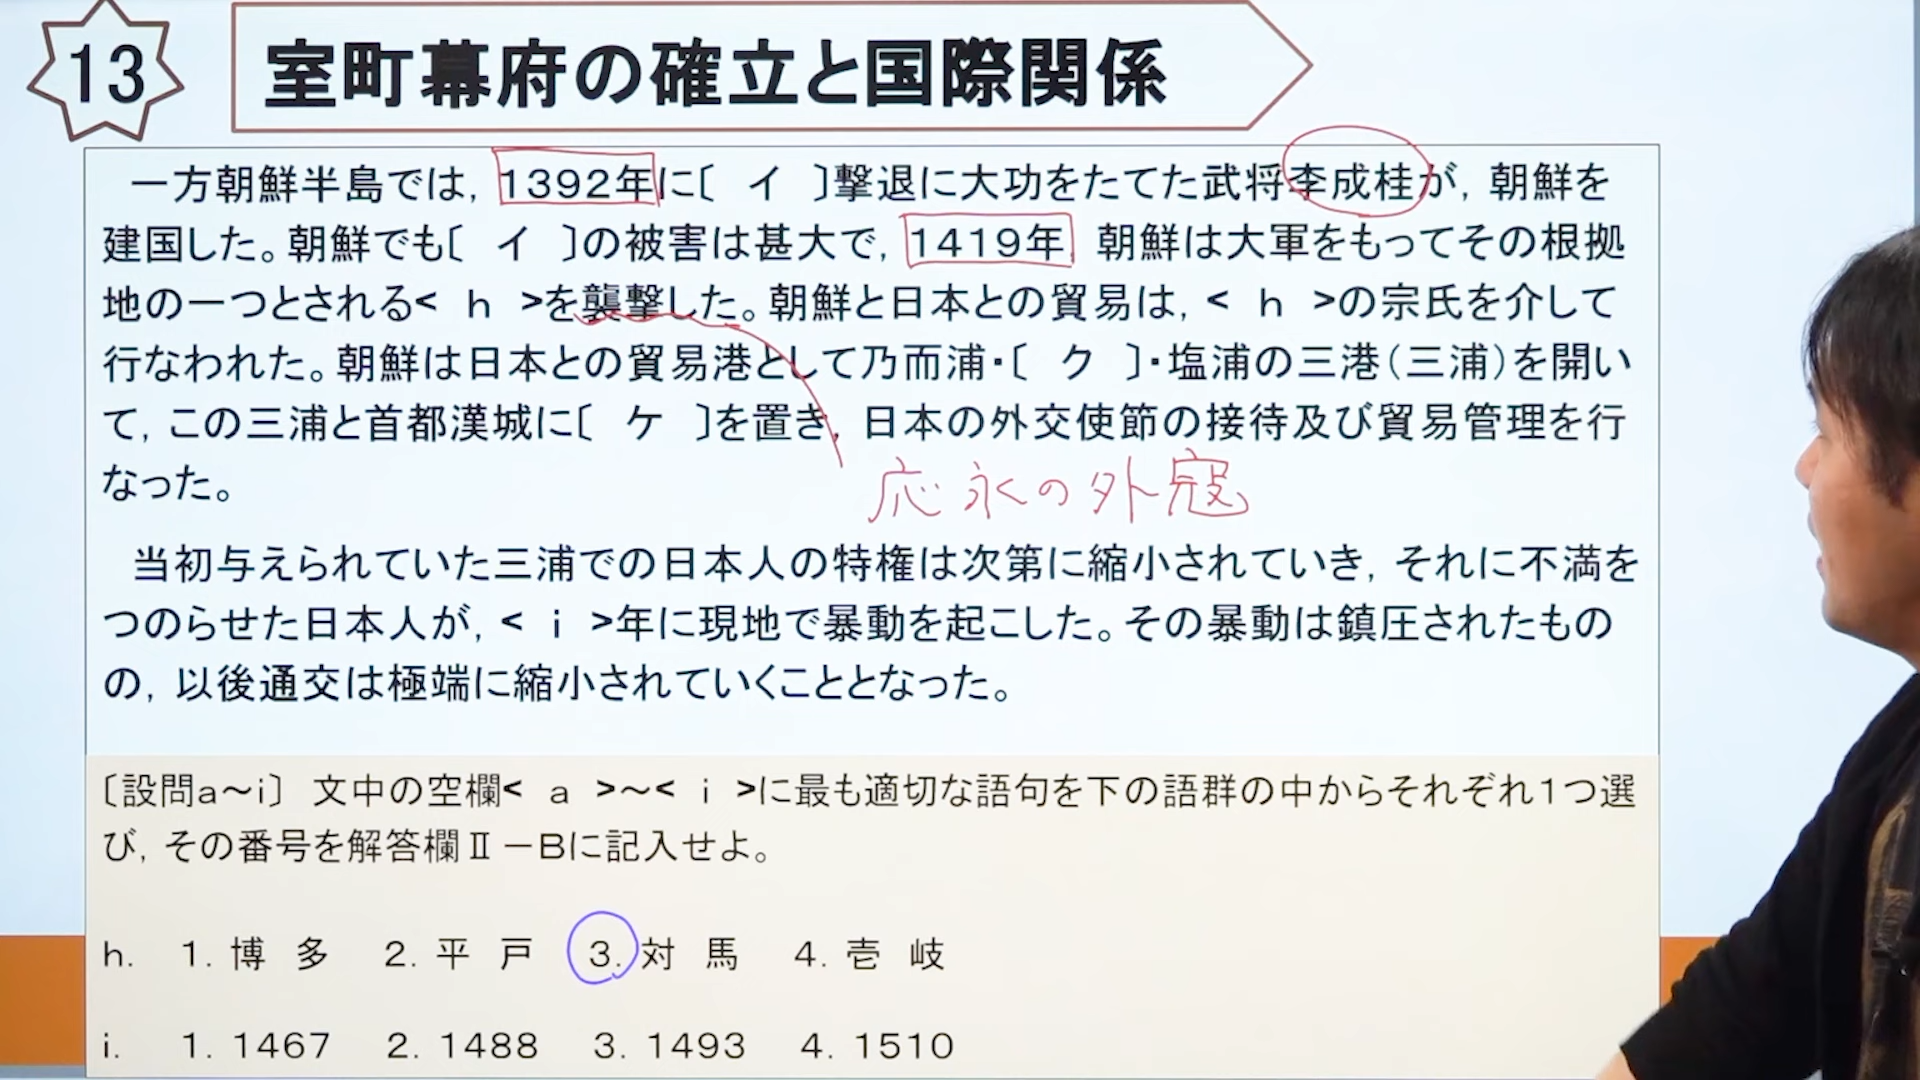 13
室町幕府の確立と国際関係
一方朝鮮半島では，1392年に〔 イ 〕撃退に大功をたてた武将李成桂が，朝鮮を
建国した。朝鮮でも〔 イ 〕の被害は甚大で，1419年，朝鮮は大軍をもってその根拠
地の一つとされる< h >を襲撃した。朝鮮と日本との貿易は，< h >の宗氏を介して
行なわれた。朝鮮は日本との貿易港として乃而浦・〔 ク 〕・塩浦の三港（三浦）を開い
て，この三浦と首都漢城に〔 ケ 〕を置き，日本の外交使節の接待及び貿易管理を行
なった。
応永の外寇
当初与えられていた三浦での日本人の特権は次第に縮小されていき，それに不満を
つのらせた日本人が，< i >年に現地で暴動を起こした。その暴動は鎮圧されたもの
の，以後通交は極端に縮小されていくこととなった。
〔設問a～i〕 文中の空欄< a >～< i >に最も適切な語句を下の語群の中からそれぞれ1つ選
び，その番号を解答欄Ⅱ－Bに記入せよ。
h. 1. 博 多 2. 平 戸 3. 対 馬 4. 壱 岐
i. 1. 1467 2. 1488 3. 1493 4. 1510